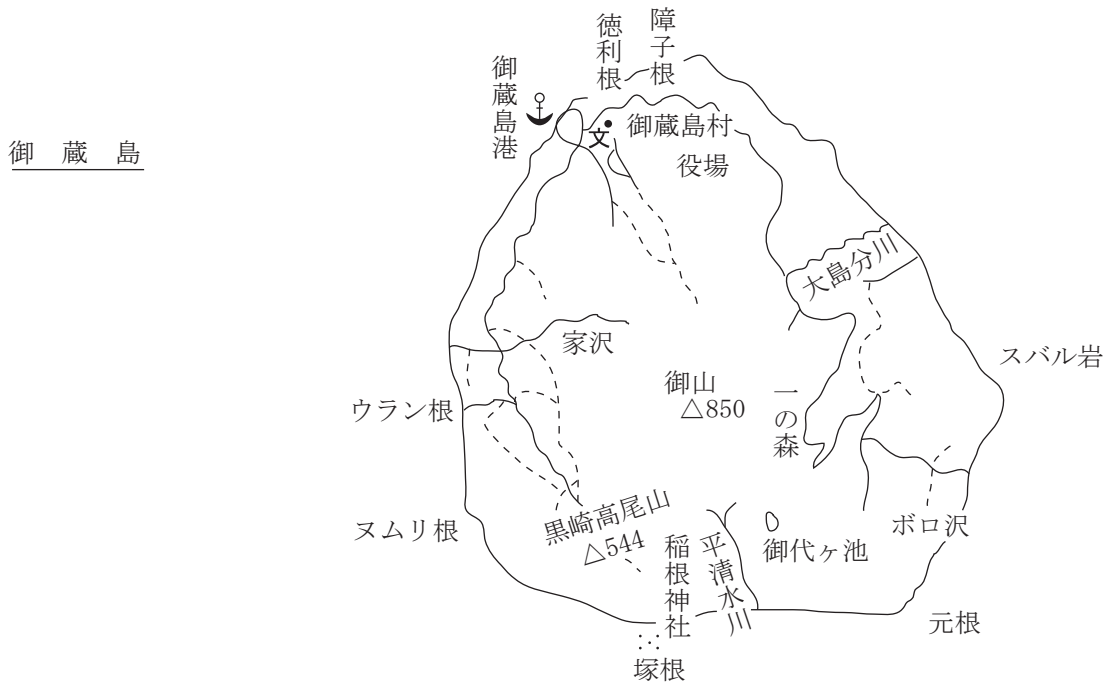 御蔵島
徳利根
障子根
御蔵島港
文
御蔵島村
役場
大島分川
家沢
スバル岩
御山
△850
一の森
ウラン根
ヌムリ根
黒崎高尾山
△544
稲根神社
平清水川
御代ヶ池
ボロ沢
元根
塚根